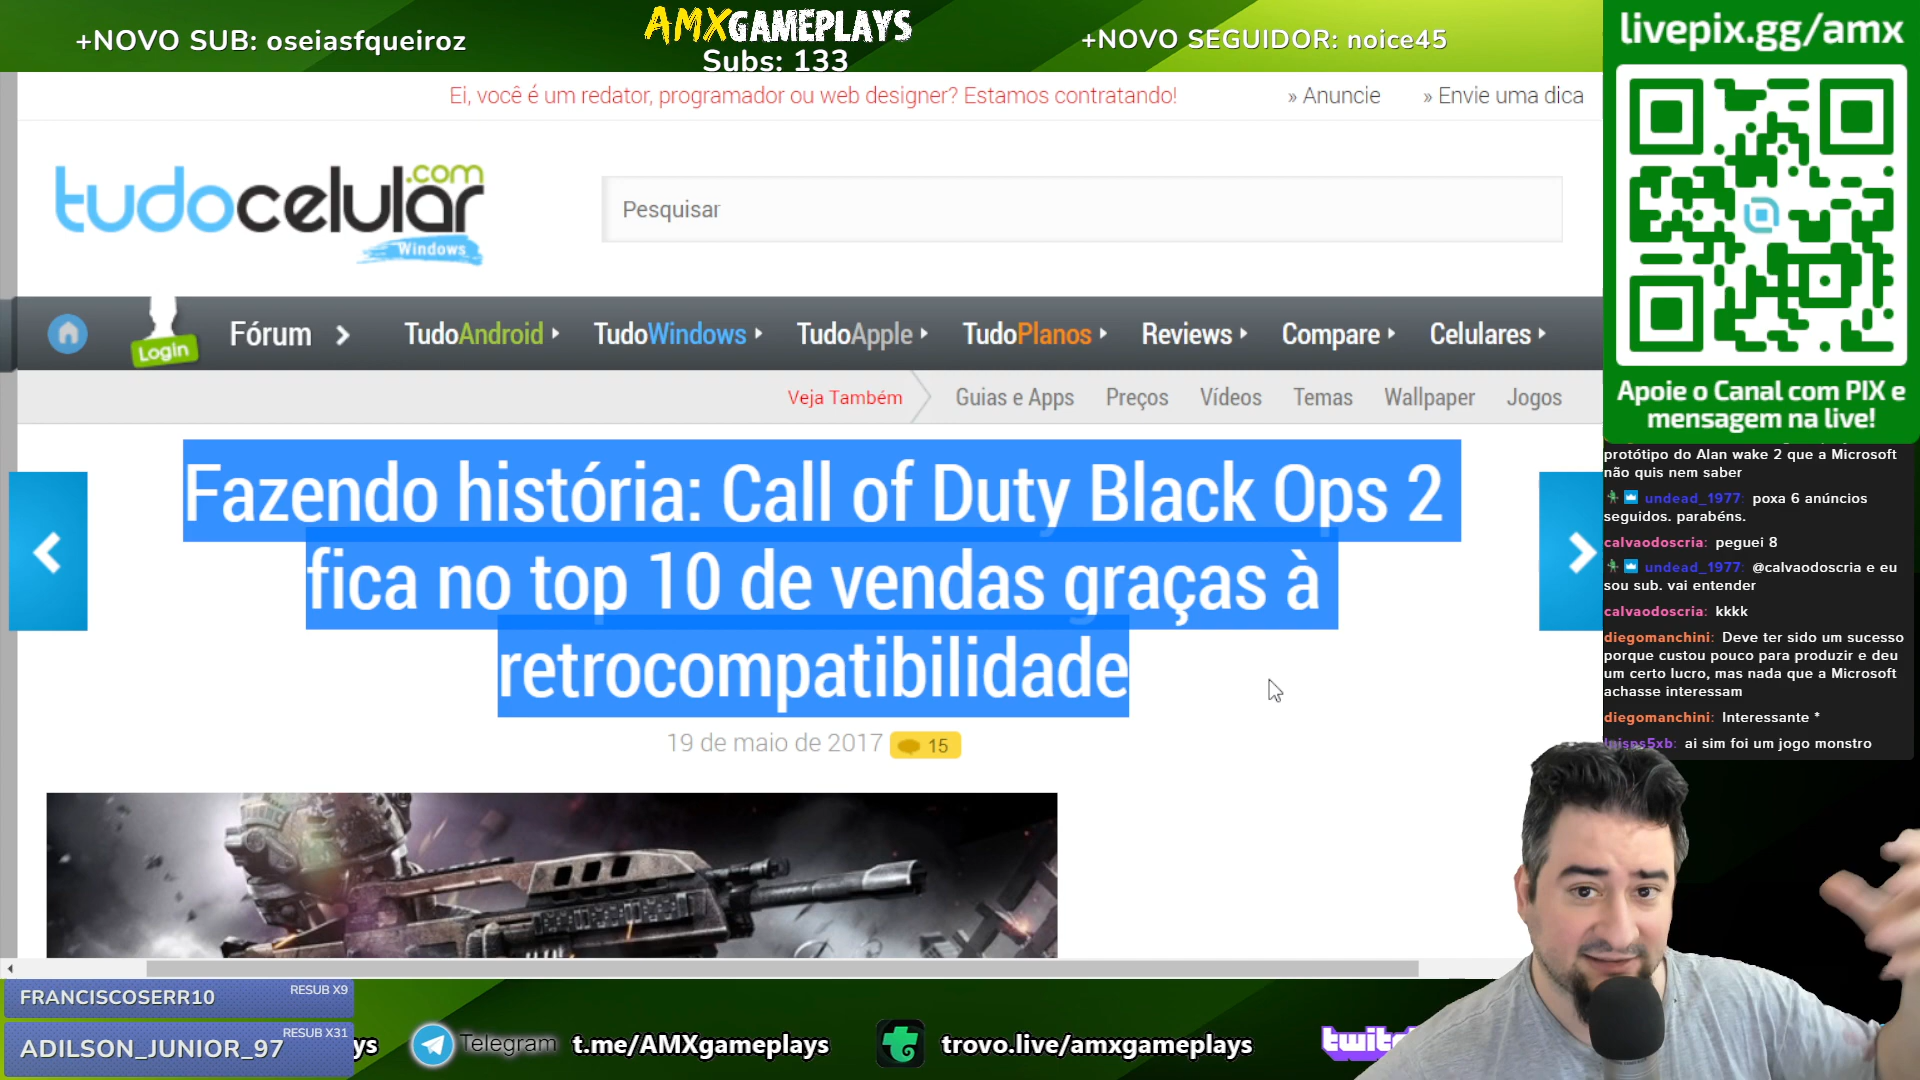 +NOVO SUB: oseiasfqueiroz
AMXGAMEPLAYS
Subs: 133
+NOVO SEGUIDOR: noice45
livepix.gg/amx
Apoie o Canal com PIX e
mensagem na live!
Ei, você é um redator, programador ou web designer? Estamos contratando!
» Anuncie
» Envie uma dica
tudocelular.com
Windows
Pesquisar
Login
Fórum
TudoAndroid
TudoWindows
TudoApple
TudoPlanos
Reviews
Compare
Celulares
Veja Também
Guias e Apps
Preços
Vídeos
Temas
Wallpaper
Jogos
Fazendo história: Call of Duty Black Ops 2
fica no top 10 de vendas graças à
retrocompatibilidade
19 de maio de 2017
15
protótipo do Alan wake 2 que a Microsoft
não quis nem saber
undead_1977: poxa 6 anúncios
seguidos. parabéns.
calvaodoscria: peguei 8
undead_1977: @calvaodoscria e eu
sou sub. vai entender
calvaodoscria: kkkk
diegomanchini: Deve ter sido um sucesso
porque custou pouco para produzir e deu
um certo lucro, mas nada que a Microsoft
achasse interessam
diegomanchini: Interessante *
ai sim foi um jogo monstro
FRANCISCOSERR10
RESUB X9
ADILSON_JUNIOR_97
RESUB X31
ys
Telegram
t.me/AMXgameplays
trovo.live/amxgameplays
twitc